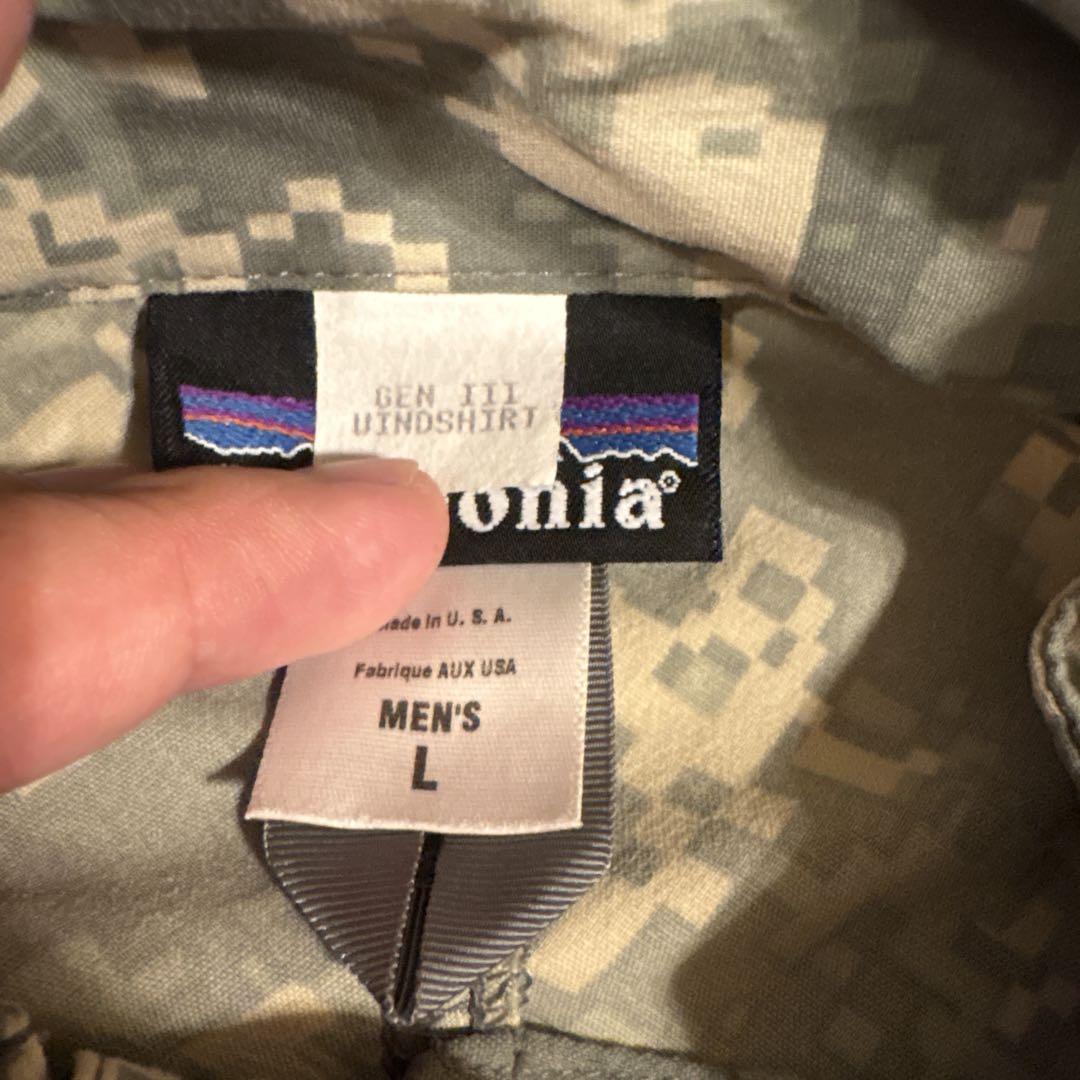 GEN III
WINDSHIRT
onia®
Made in U. S. A.
Fabrique AUX USA
MEN'S
L